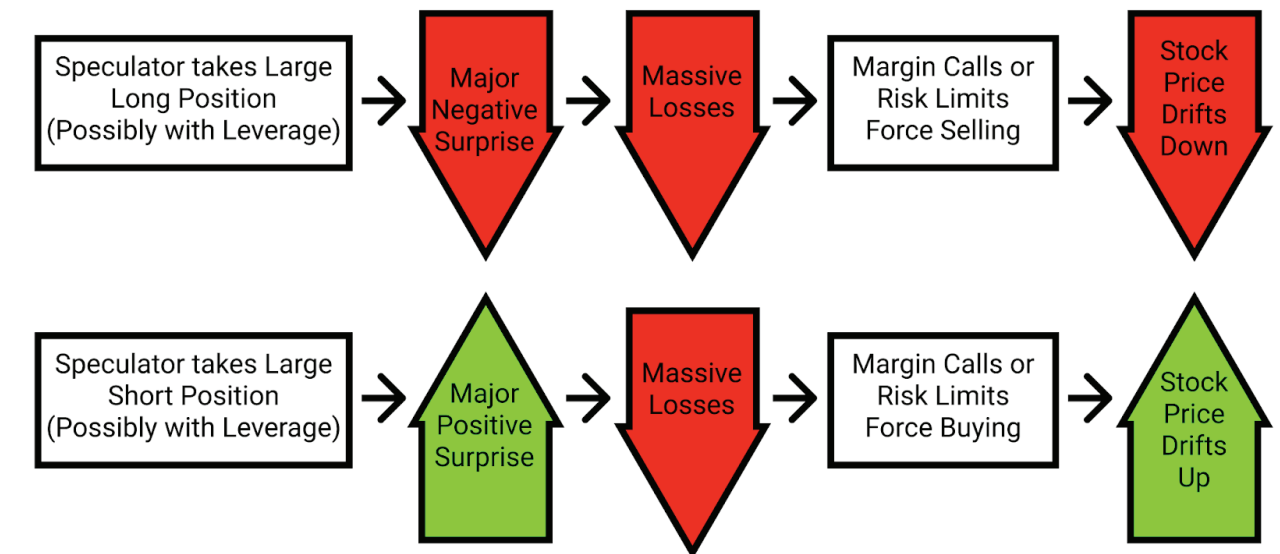 Speculator takes Large
Long Position
(Possibly with Leverage)
Major
Negative
Surprise
Massive
Losses
Margin Calls or
Risk Limits
Force Selling
Stock
Price
Drifts
Down
Speculator takes Large
Short Position
(Possibly with Leverage)
Major
Positive
Surprise
Massive
Losses
Margin Calls or
Risk Limits
Force Buying
Stock
Price
Drifts
Up